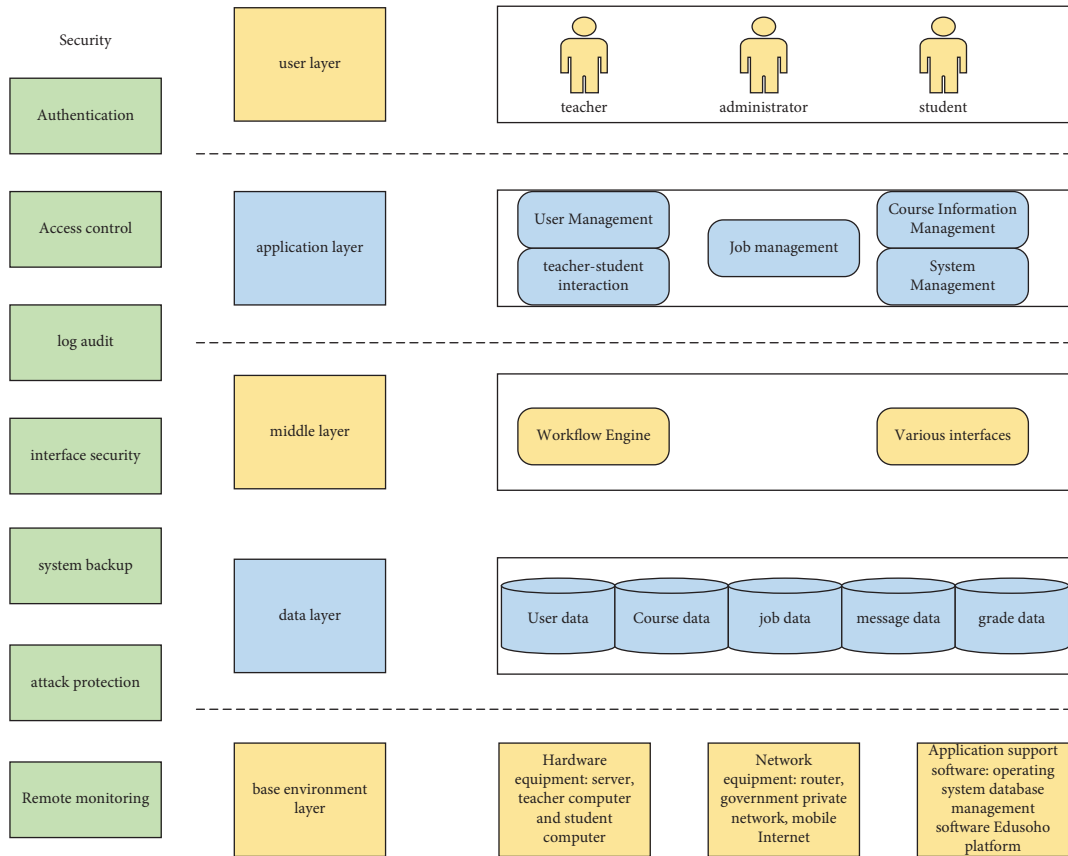 Security
Authentication
Access control
log audit
interface security
system backup
attack protection
Remote monitoring
user layer
teacher
administrator
student
application layer
User Management
teacher-student
interaction
Job management
Course Information
Management
System
Management
middle layer
Workflow Engine
Various interfaces
data layer
User data
Course data
job data
message data
grade data
base environment
layer
Hardware
equipment: server,
teacher computer
and student
computer
Network
equipment: router,
government private
network, mobile
Internet
Application support
software: operating
system database
management
software Edusoho
platform